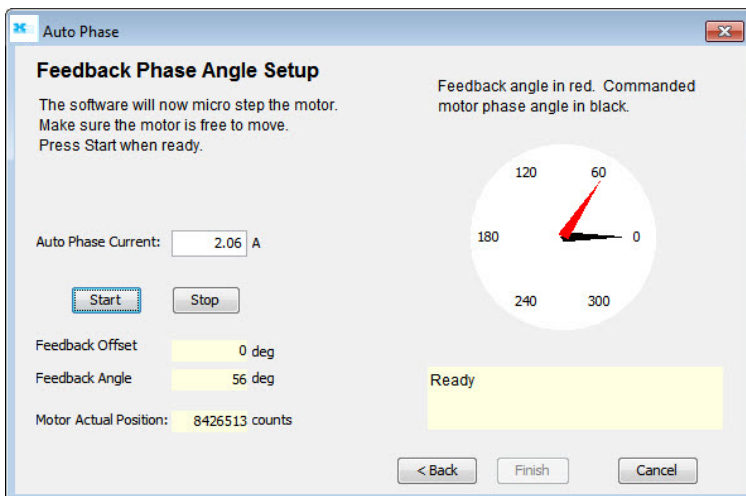 Auto Phase
Feedback Phase Angle Setup
The software will now micro step the motor.
Make sure the motor is free to move.
Press Start when ready.
Feedback angle in red. Commanded
motor phase angle in black.
120 60
180 0
240 300
Auto Phase Current: 2.06 A
Start Stop
Feedback Offset 0 deg
Feedback Angle 56 deg
Motor Actual Position: 8426513 counts
Ready
< Back Finish Cancel